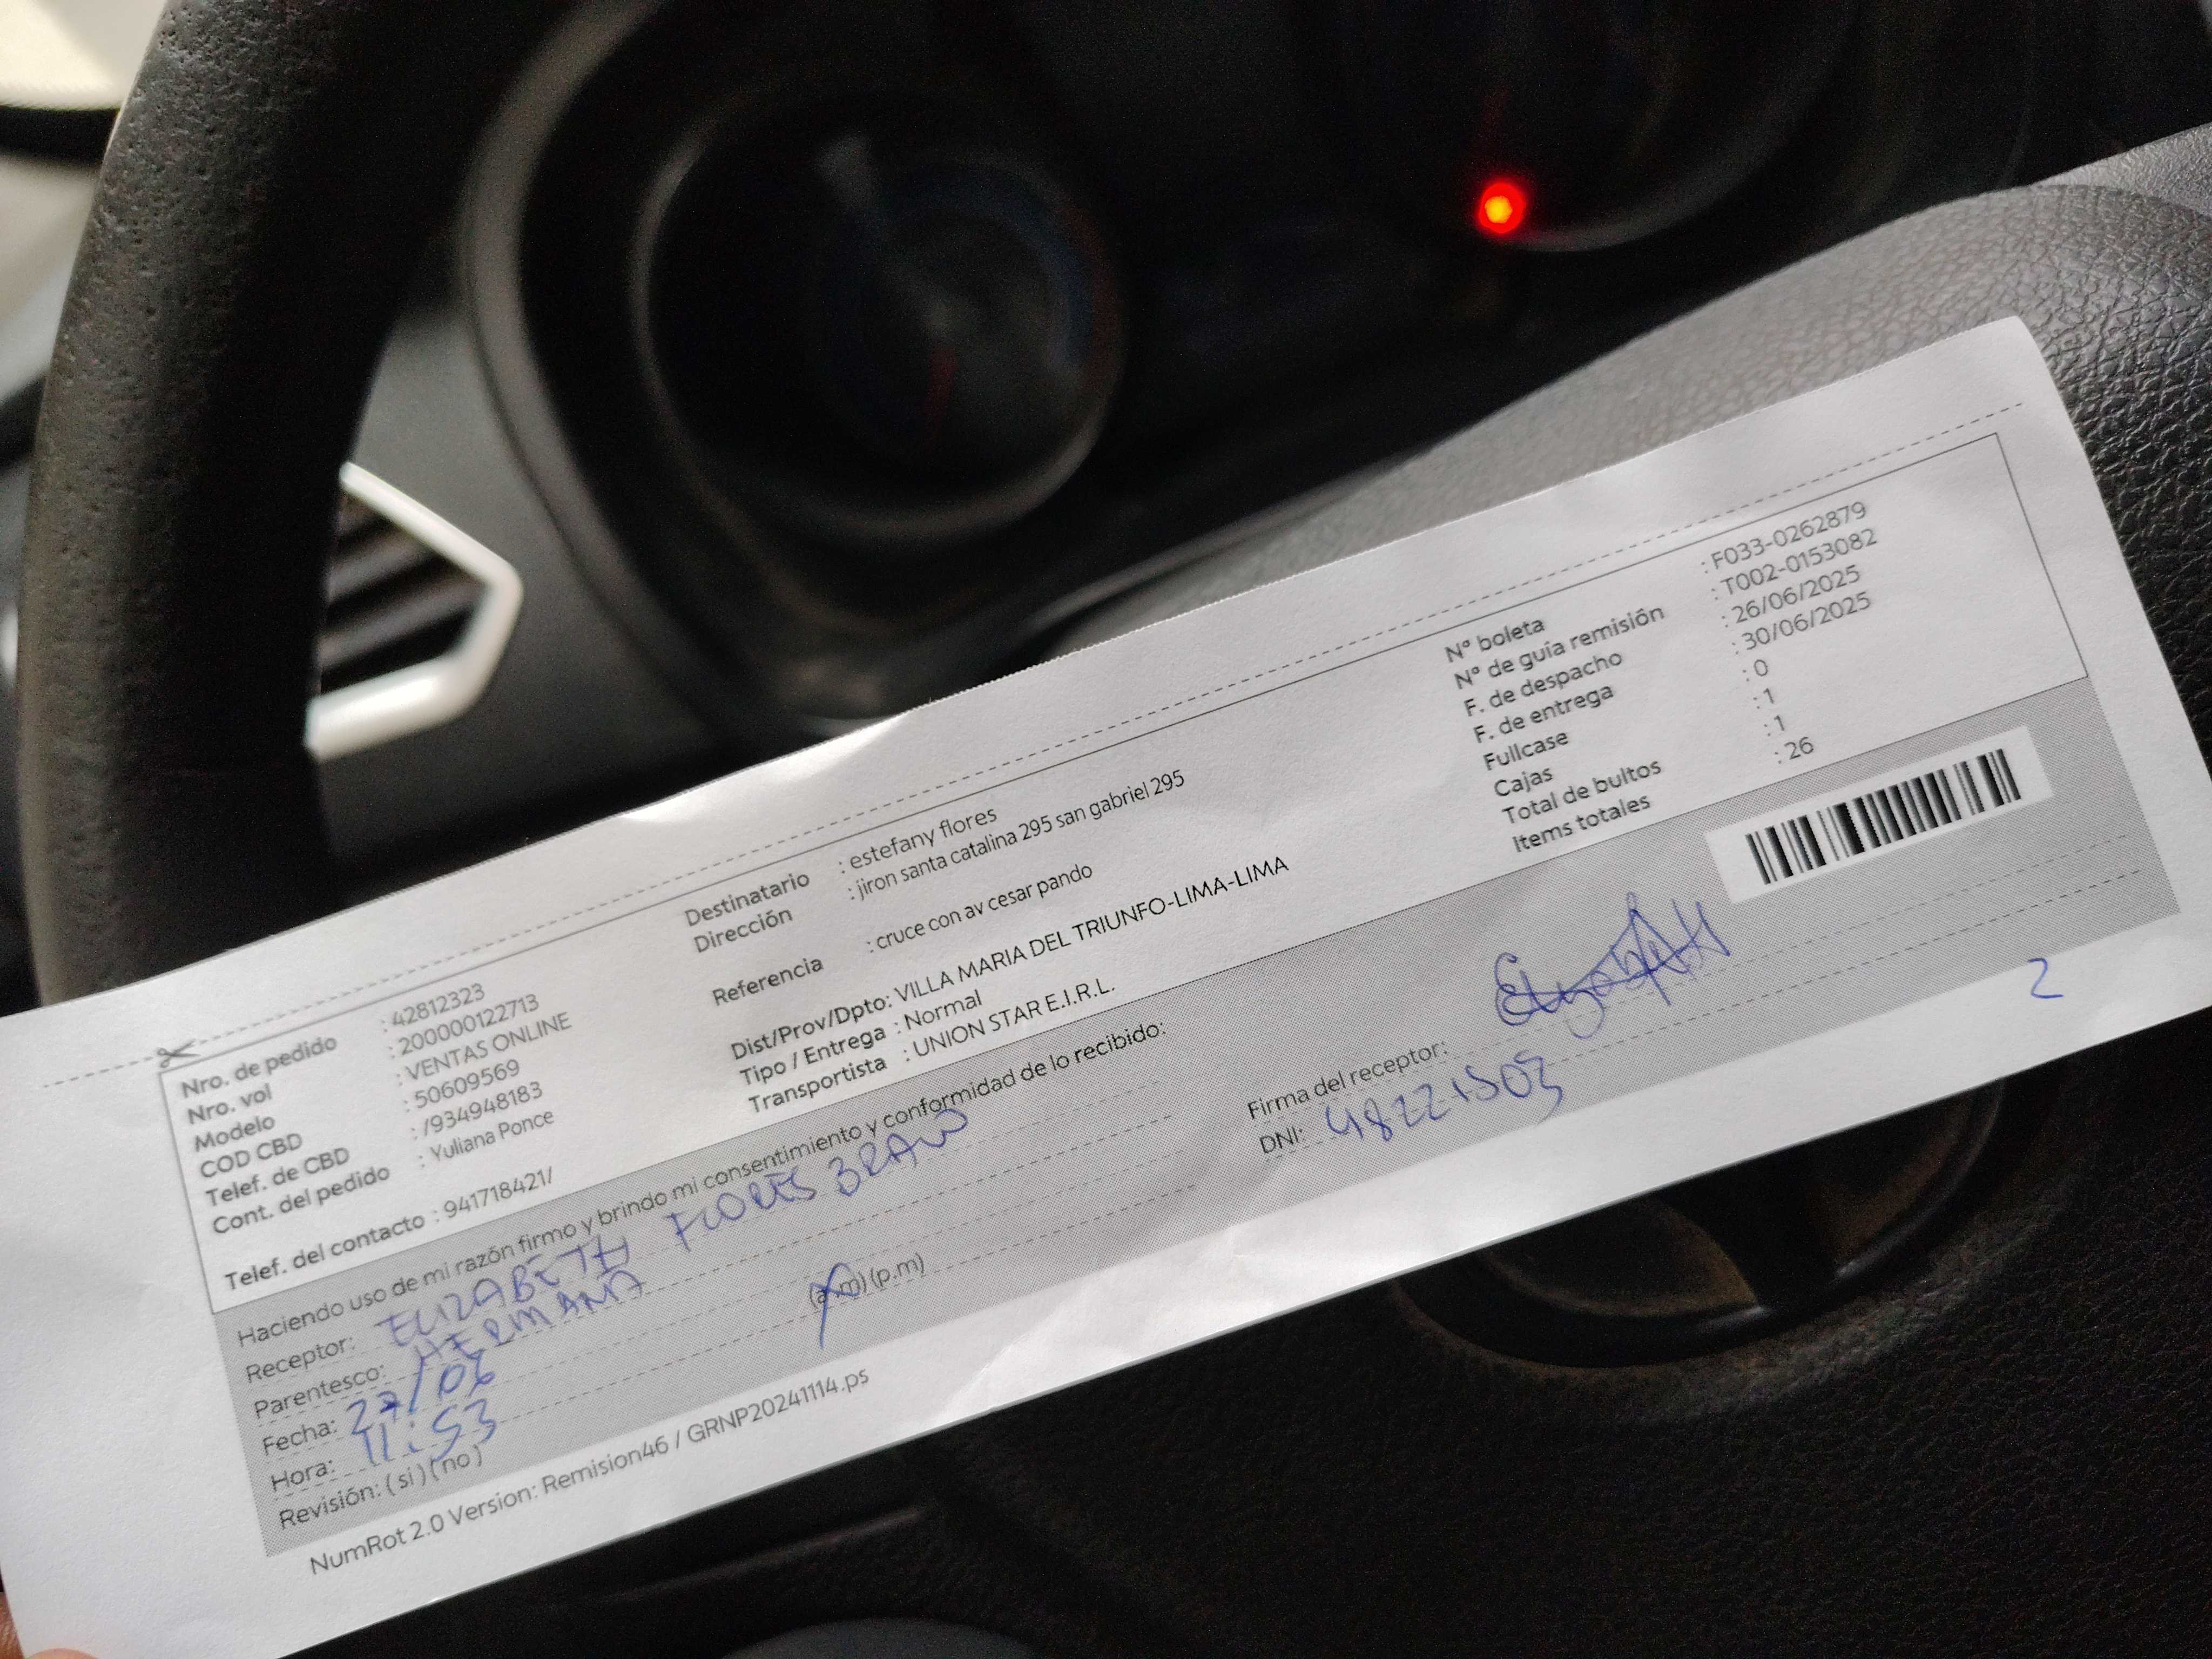 Nro. de pedido : 42812323
Nro. vol : 200000122713
Modelo : VENTAS ONLINE
COD CBD : 50609569
Telef. de CBD : /934948183
Cont. del pedido : Yuliana Ponce
Telef. del contacto : 941718421/
Destinatario : estefany flores
Dirección : jiron santa catalina 295 san gabriel 295
Referencia : cruce con av cesar pando
Dist/Prov/Dpto: VILLA MARIA DEL TRIUNFO-LIMA-LIMA
Tipo / Entrega : Normal
Transportista : UNION STAR E.I.R.L.
N° boleta : F033-0262879
N° de guía remisión : T002-0153082
F. de despacho : 26/06/2025
F. de entrega : 30/06/2025
Fullcase : 0
Cajas : 1
Total de bultos : 1
Items totales : 26
Haciendo uso de mi razón firmo y brindo mi consentimiento y conformidad de lo recibido:
Receptor: ELIZABETH FLORES BRAVO
Parentesco: HERMANA
Fecha: 27/06
Hora: 11:53 (a.m) (p.m)
Revisión: ( si ) ( no )
Firma del receptor: Elizabeth
DNI: 48221503
2
NumRot 2.0 Version: Remision46 / GRNP20241114.ps